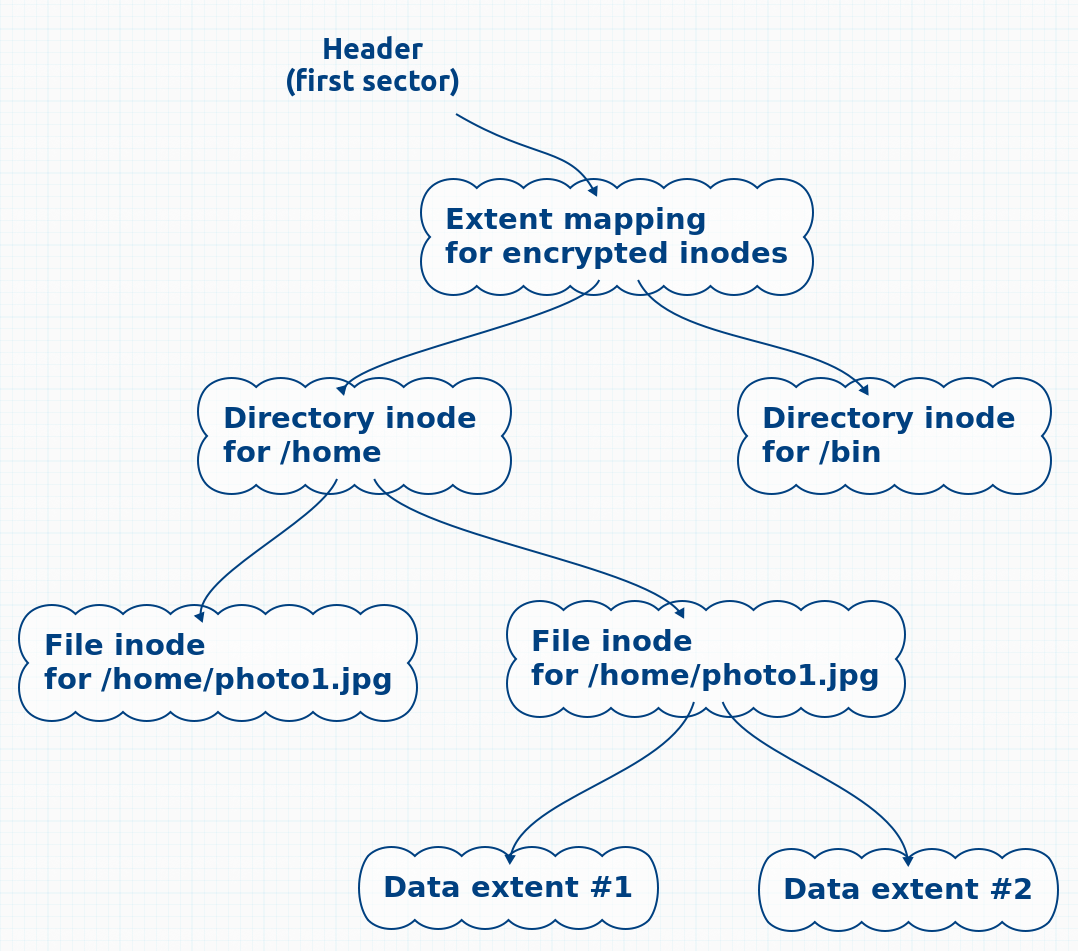 Header
(first sector)
Extent mapping
for encrypted inodes
Directory inode
for /home
Directory inode
for /bin
File inode
for /home/photo1.jpg
File inode
for /home/photo1.jpg
Data extent #1
Data extent #2